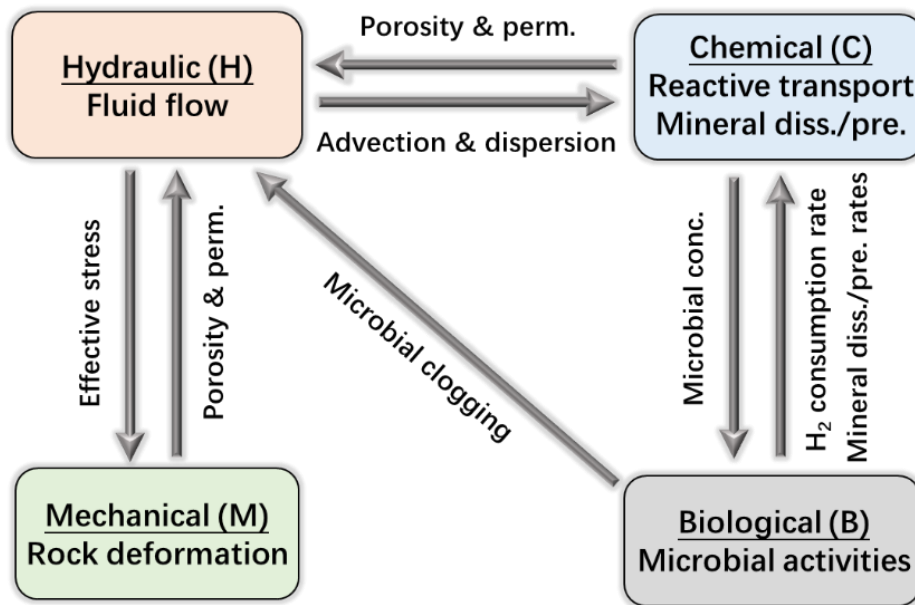 Hydraulic (H)
Fluid flow
Porosity & perm.
Advection & dispersion
Chemical (C)
Reactive transport
Mineral diss./pre.
Effective stress
Porosity & perm.
Microbial clogging
Microbial conc.
H₂ consumption rate
Mineral diss./pre. rates
Mechanical (M)
Rock deformation
Biological (B)
Microbial activities